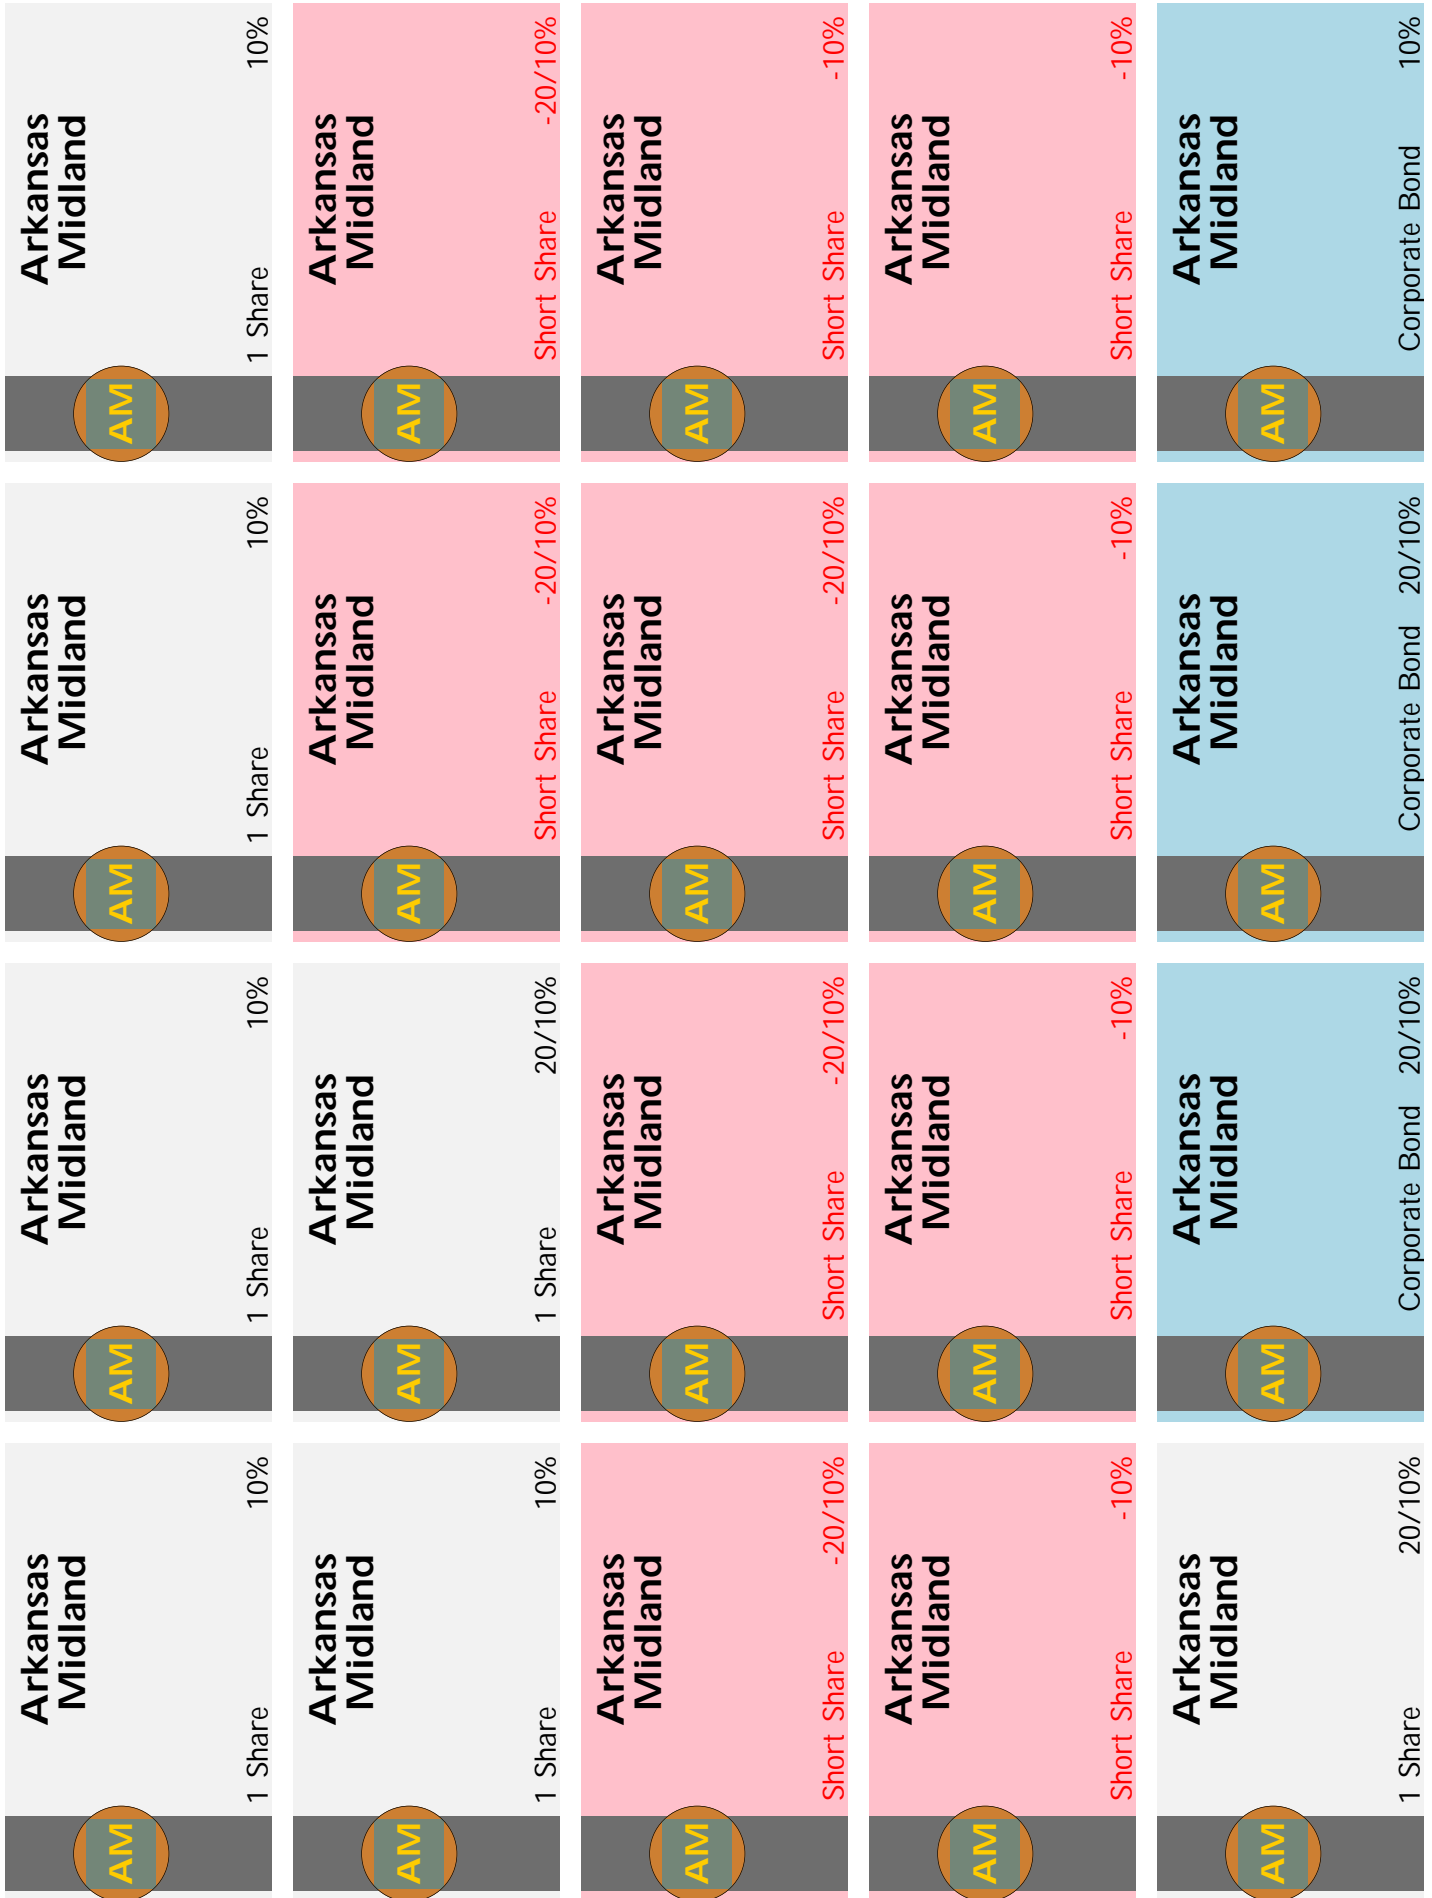 Arkansas
Midland
AM
1 Share 10%
Arkansas
Midland
AM
1 Share 10%
Arkansas
Midland
AM
1 Share 10%
Arkansas
Midland
AM
1 Share 10%
Arkansas
Midland
AM
1 Share 10%
Arkansas
Midland
AM
1 Share 20/10%
Arkansas
Midland
AM
Short Share -20/10%
Arkansas
Midland
AM
Short Share -20/10%
Arkansas
Midland
AM
Short Share -20/10%
Arkansas
Midland
AM
Short Share -20/10%
Arkansas
Midland
AM
Short Share -20/10%
Arkansas
Midland
AM
Short Share -10%
Arkansas
Midland
AM
Short Share -10%
Arkansas
Midland
AM
Short Share -10%
Arkansas
Midland
AM
Short Share -10%
Arkansas
Midland
AM
Short Share -10%
Arkansas
Midland
AM
1 Share 20/10%
Arkansas
Midland
AM
Corporate Bond 20/10%
Arkansas
Midland
AM
Corporate Bond 20/10%
Arkansas
Midland
AM
Corporate Bond 10%